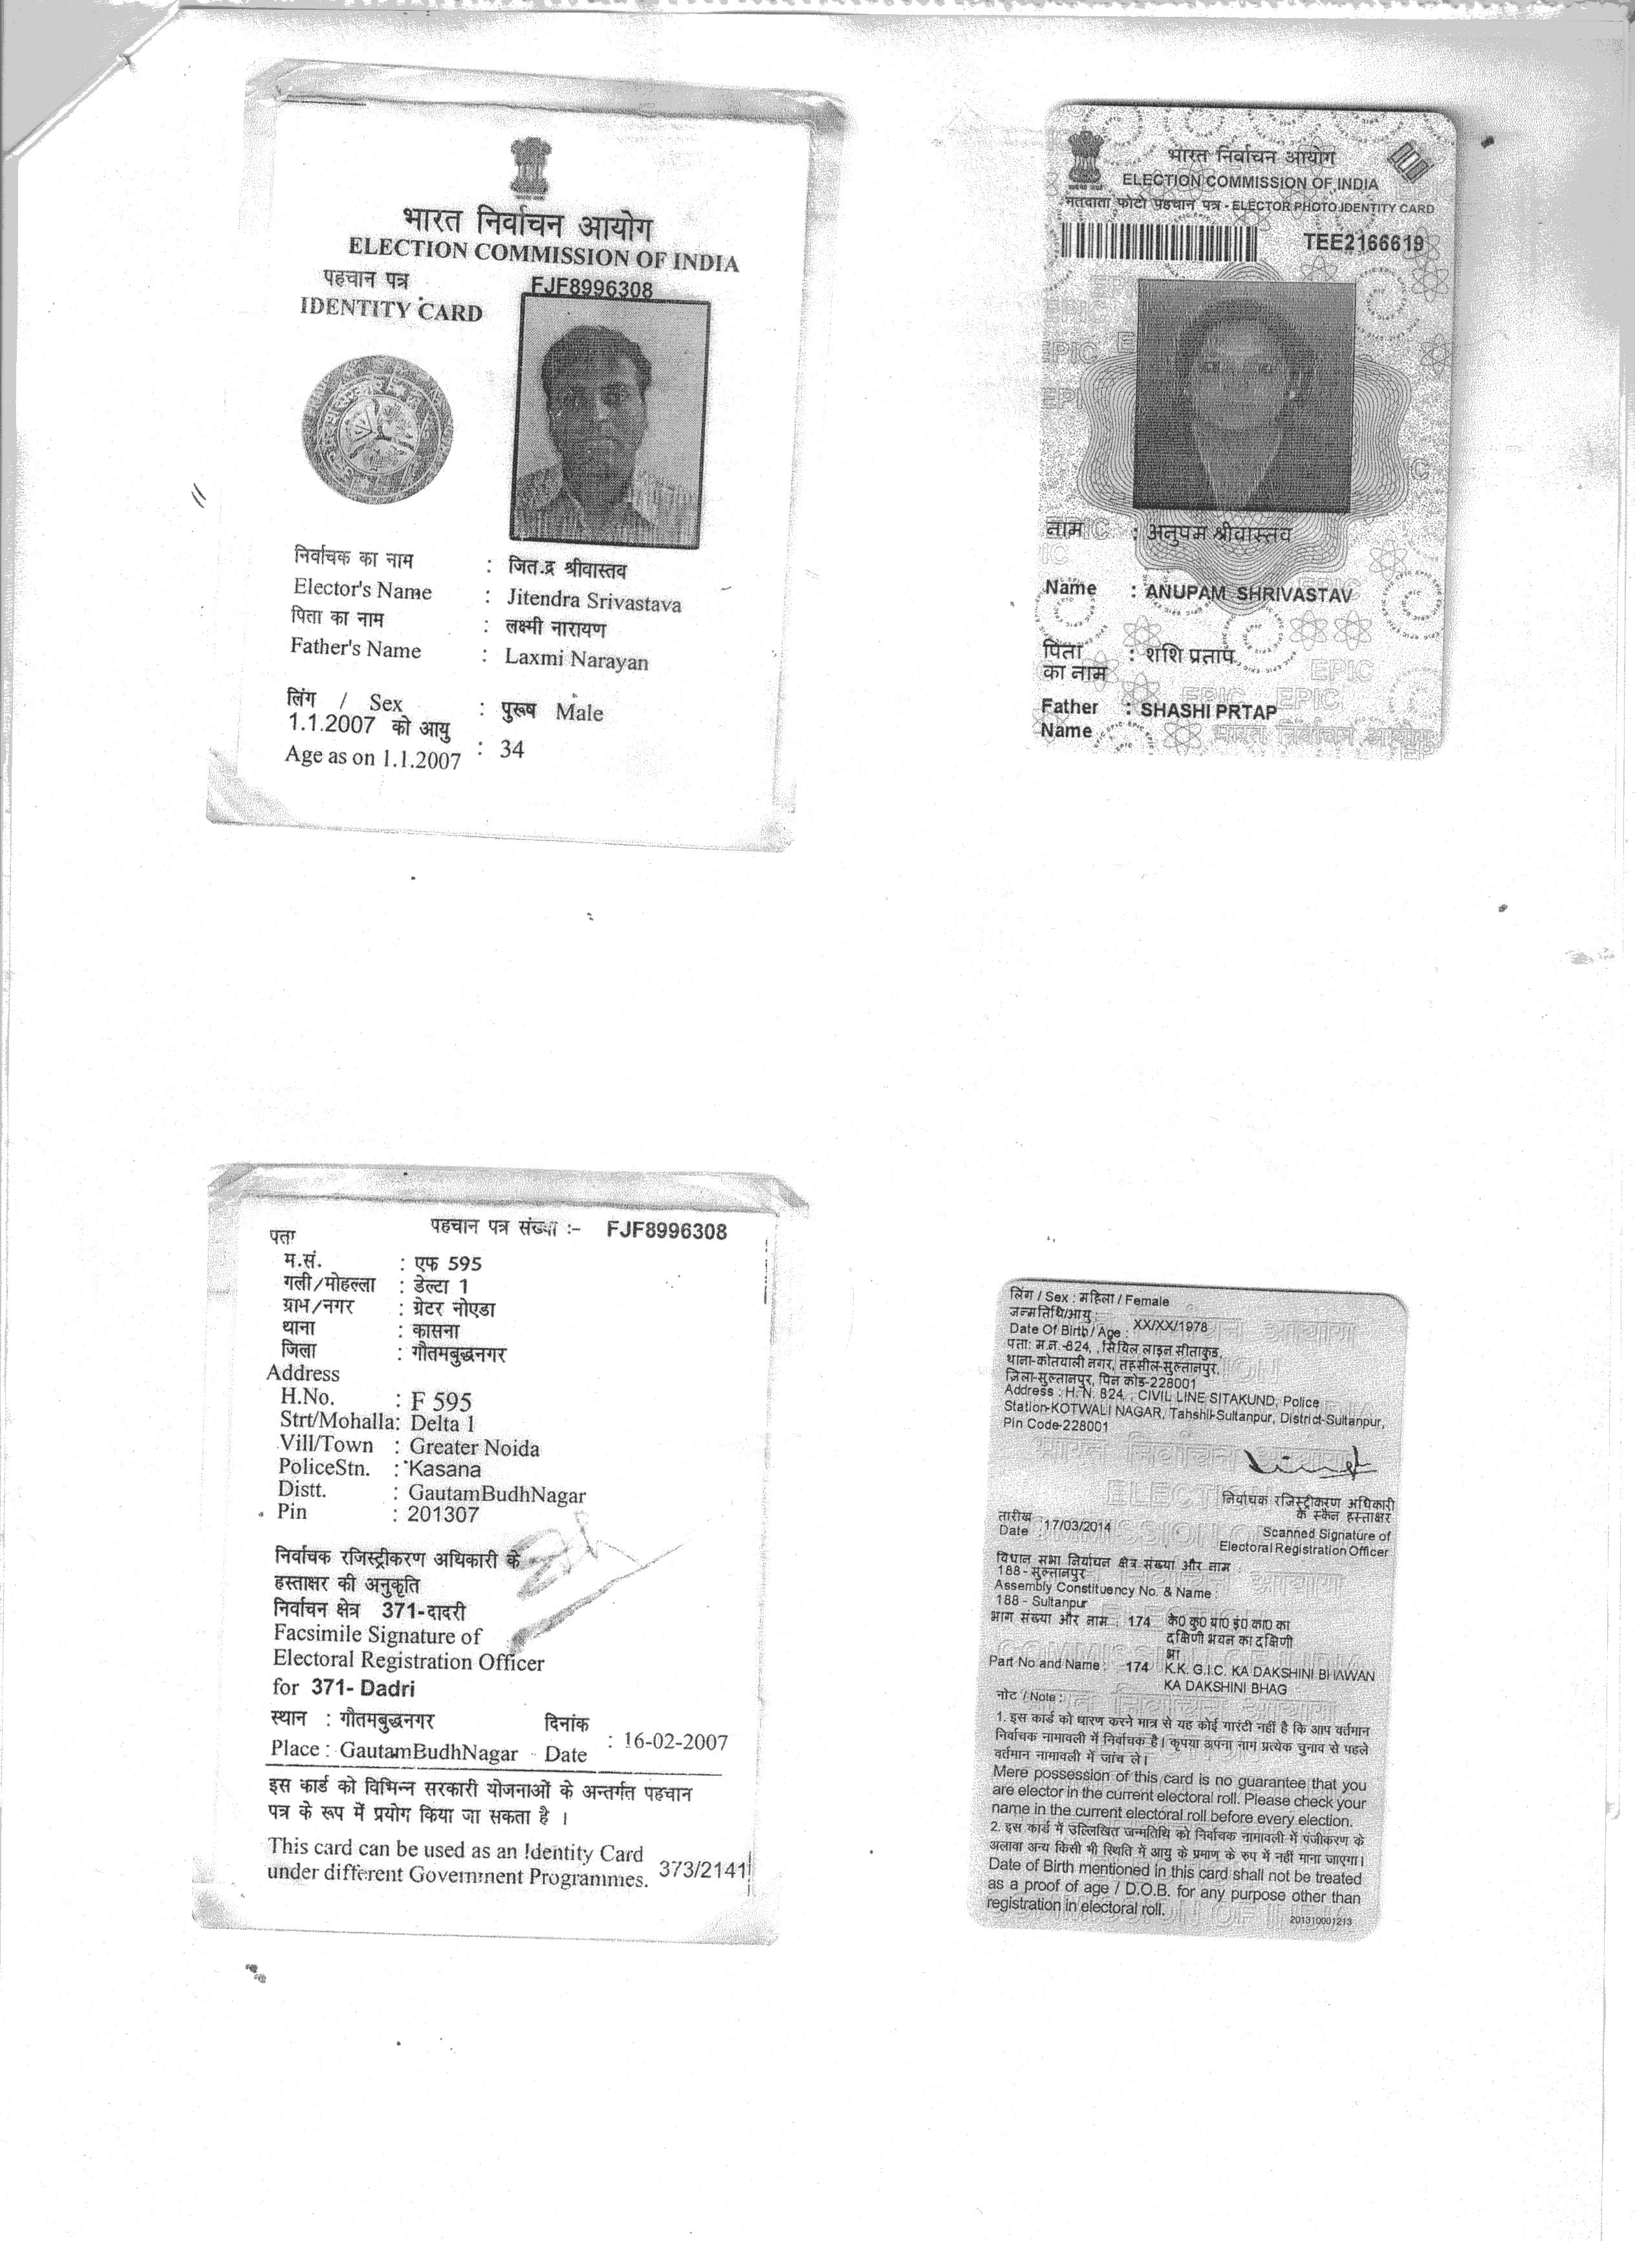 भारत निर्वाचन आयोग
ELECTION COMMISSION OF INDIA
पहचान पत्र
IDENTITY CARD
FJF8996308
निर्वाचक का नाम : जित.द्र श्रीवास्तव
Elector's Name : Jitendra Srivastava
पिता का नाम : लक्ष्मी नारायण
Father's Name : Laxmi Narayan
लिंग / Sex : पुरूष Male
1.1.2007 को आयु
Age as on 1.1.2007 : 34
भारत निर्वाचन आयोग
ELECTION COMMISSION OF INDIA
मतदाता फोटो पहचान पत्र - ELECTOR PHOTO IDENTITY CARD
TEE2166619
नाम : अनुपम श्रीवास्तव
Name : ANUPAM SHRIVASTAV
पिता का नाम : शशि प्रताप
Father Name : SHASHI PRTAP
पहचान पत्र संख्या :- FJF8996308
पता
म.सं. : एफ 595
गली/मोहल्ला : डेल्टा 1
ग्राम/नगर : ग्रेटर नोएडा
थाना : कासना
जिला : गौतमबुद्धनगर
Address
H.No. : F 595
Strt/Mohalla: Delta 1
Vill/Town : Greater Noida
PoliceStn. : Kasana
Distt. : GautamBudhNagar
Pin : 201307
निर्वाचक रजिस्ट्रीकरण अधिकारी के
हस्ताक्षर की अनुकृति
निर्वाचन क्षेत्र 371-दादरी
Facsimile Signature of
Electoral Registration Officer
for 371- Dadri
स्थान : गौतमबुद्धनगर दिनांक
Place : GautamBudhNagar Date : 16-02-2007
इस कार्ड को विभिन्न सरकारी योजनाओं के अन्तर्गत पहचान
पत्र के रूप में प्रयोग किया जा सकता है ।
This card can be used as an Identity Card
under different Government Programmes. 373/2141
लिंग / Sex : महिला / Female
जन्मतिथि/आयु :
Date Of Birth / Age : XX/XX/1978
पता: म.न.-824, ,सिविल लाइन सीताकुंड,
थाना-कोतवाली नगर, तहसील-सुल्तानपुर,
जिला-सुल्तानपुर, पिन कोड-228001
Address : H. N. 824, , CIVIL LINE SITAKUND, Police
Station-KOTWALI NAGAR, Tahshil-Sultanpur, District-Sultanpur,
Pin Code-228001
निर्वाचक रजिस्ट्रीकरण अधिकारी
के स्कैन हस्ताक्षर
तारीख
Date : 17/03/2014
Scanned Signature of
Electoral Registration Officer
विधान सभा निर्वाचन क्षेत्र संख्या और नाम :
188 - सुल्तानपुर
Assembly Constituency No. & Name :
188 - Sultanpur
भाग संख्या और नाम : 174 के0 कु0 या0 इं0 का0 का
दक्षिणी भवन का दक्षिणी
भा
Part No and Name : 174 K.K. G.I.C. KA DAKSHINI BHAWAN
KA DAKSHINI BHAG
नोट / Note :
1. इस कार्ड को धारण करने मात्र से यह कोई गारंटी नहीं है कि आप वर्तमान
निर्वाचक नामावली में निर्वाचक है। कृपया अपना नाम प्रत्येक चुनाव से पहले
वर्तमान नामावली में जांच ले।
Mere possession of this card is no guarantee that you
are elector in the current electoral roll. Please check your
name in the current electoral roll before every election.
2. इस कार्ड में उल्लिखित जन्मतिथि को निर्वाचक नामावली में पंजीकरण के
अलावा अन्य किसी भी स्थिति में आयु के प्रमाण के रुप में नहीं माना जाएगा।
Date of Birth mentioned in this card shall not be treated
as a proof of age / D.O.B. for any purpose other than
registration in electoral roll.
201310001213